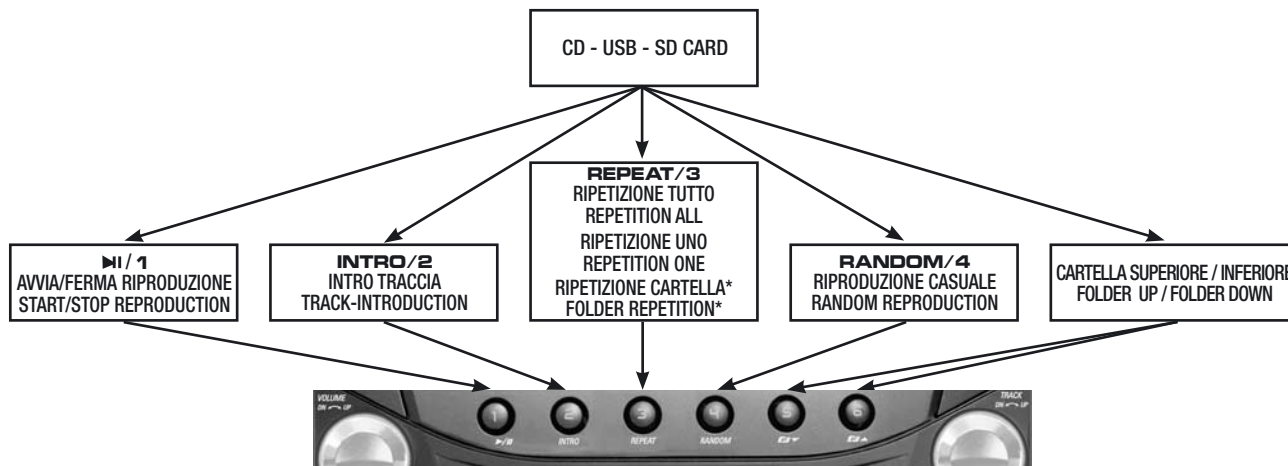 CD - USB - SD CARD
REPEAT/3
RIPETIZIONE TUTTO
REPETITION ALL
RIPETIZIONE UNO
REPETITION ONE
RIPETIZIONE CARTELLA*
FOLDER REPETITION*
▶II/1
AVVIA/FERMA RIPRODUZIONE
START/STOP REPRODUCTION
INTRO/2
INTRO TRACCIA
TRACK-INTRODUCTION
RANDOM/4
RIPRODUZIONE CASUALE
RANDOM REPRODUCTION
CARTELLA SUPERIORE / INFERIORE
FOLDER UP / FOLDER DOWN
VOLUME
DN UP
1 2 3 4 5 6
▶/II INTRO REPEAT RANDOM
TRACK
DN UP